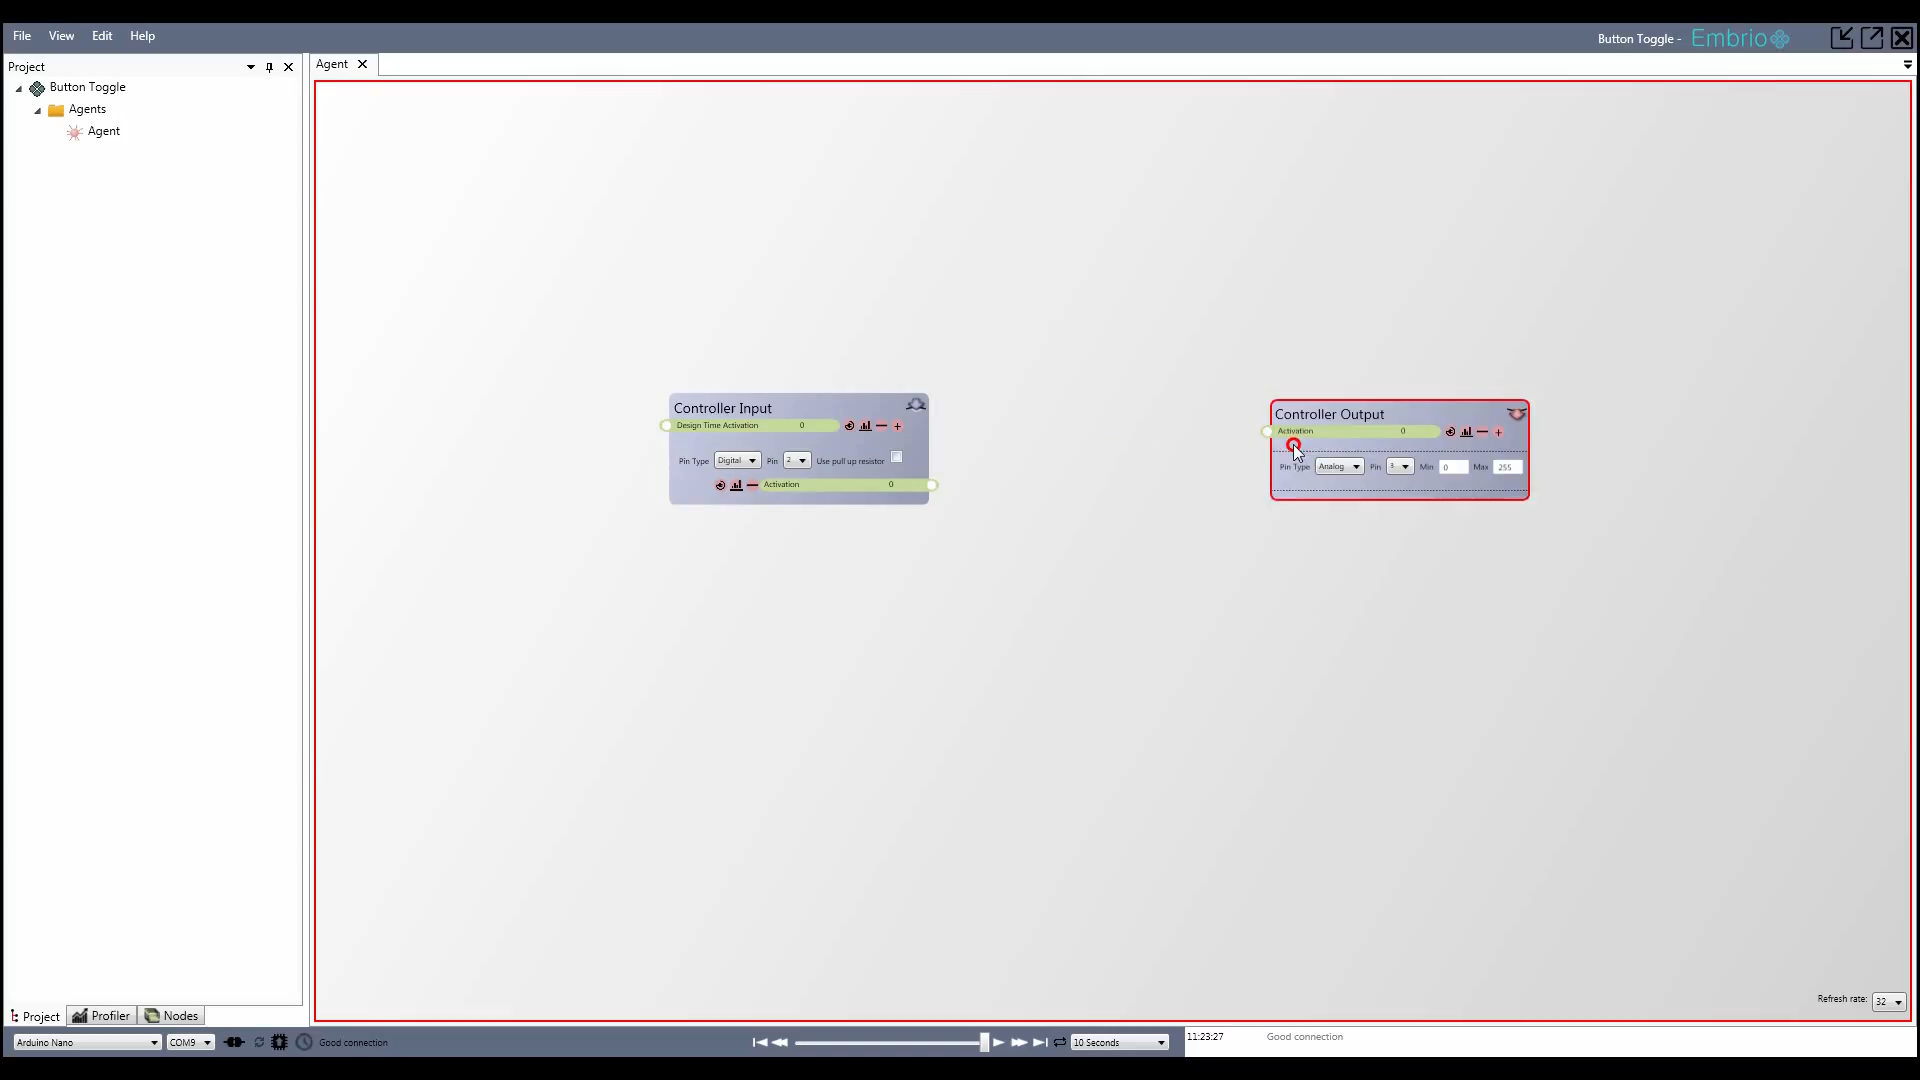 File View Edit Help
Button Toggle - Embrio
Project
Agent
Button Toggle
Agents
Agent
Controller Input
Design Time Activation 0
Pin Type Digital Pin 2 Use pull up resistor
Activation 0
Controller Output
Activation 0
Pin Type Analog Pin 3 Min 0 Max 255
Refresh rate: 32
Project Profiler Nodes
Arduino Nano COM9 Good connection 10 Seconds 11:23:27 Good connection